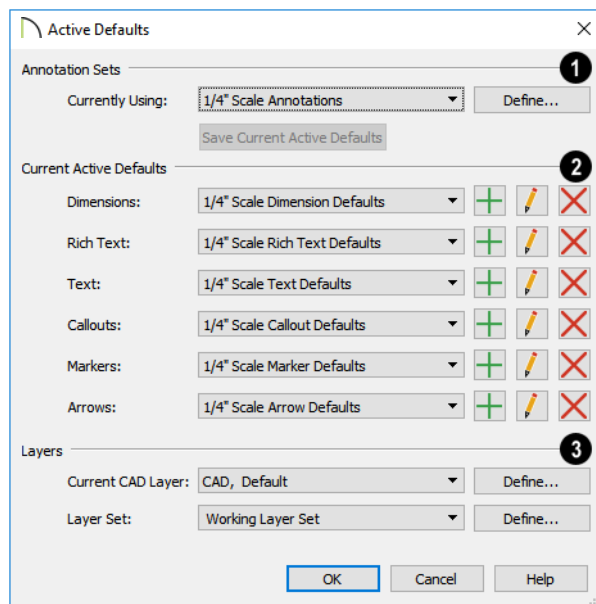 Active Defaults
Annotation Sets
1
Currently Using: 1/4" Scale Annotations Define...
Save Current Active Defaults
Current Active Defaults
2
Dimensions: 1/4" Scale Dimension Defaults
Rich Text: 1/4" Scale Rich Text Defaults
Text: 1/4" Scale Text Defaults
Callouts: 1/4" Scale Callout Defaults
Markers: 1/4" Scale Marker Defaults
Arrows: 1/4" Scale Arrow Defaults
Layers
3
Current CAD Layer: CAD, Default Define...
Layer Set: Working Layer Set Define...
OK Cancel Help